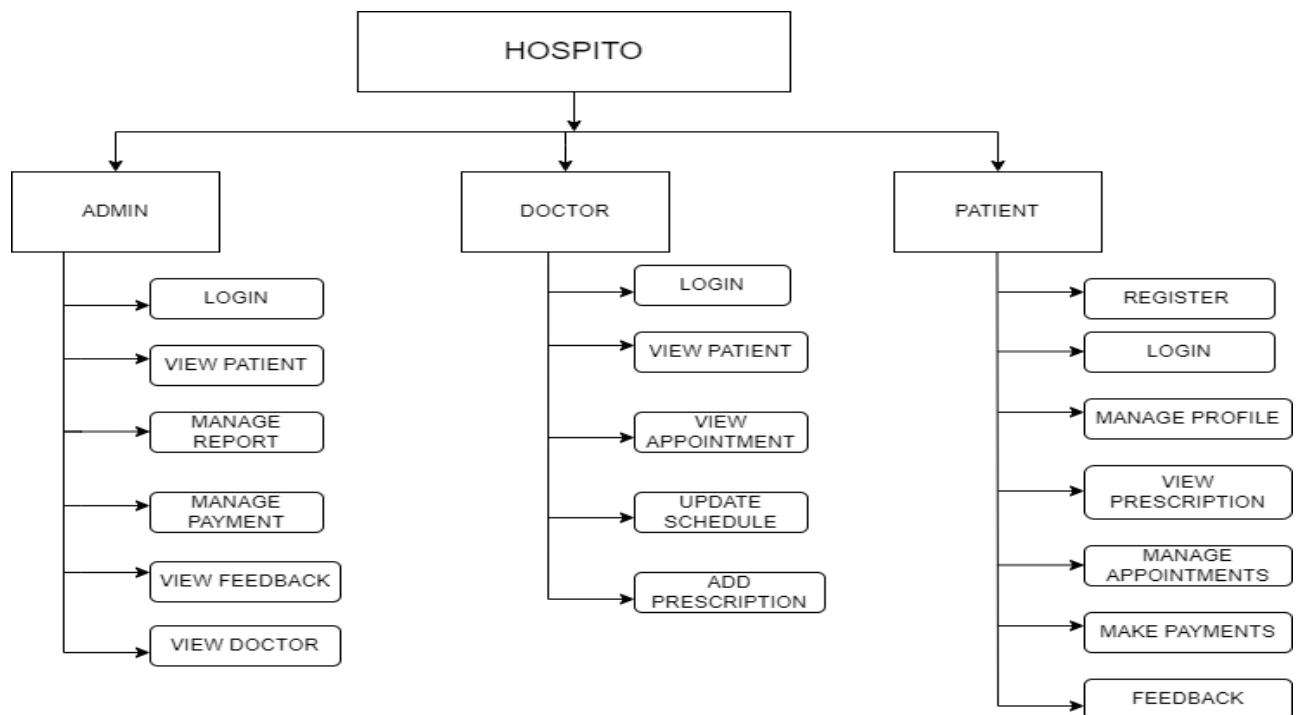 HOSPITO
ADMIN
DOCTOR
PATIENT
LOGIN
VIEW PATIENT
MANAGE
REPORT
MANAGE
PAYMENT
VIEW FEEDBACK
VIEW DOCTOR
LOGIN
VIEW PATIENT
VIEW
APPOINTMENT
UPDATE
SCHEDULE
ADD
PRESCRIPTION
REGISTER
LOGIN
MANAGE PROFILE
VIEW
PRESCRIPTION
MANAGE
APPOINTMENTS
MAKE PAYMENTS
FEEDBACK